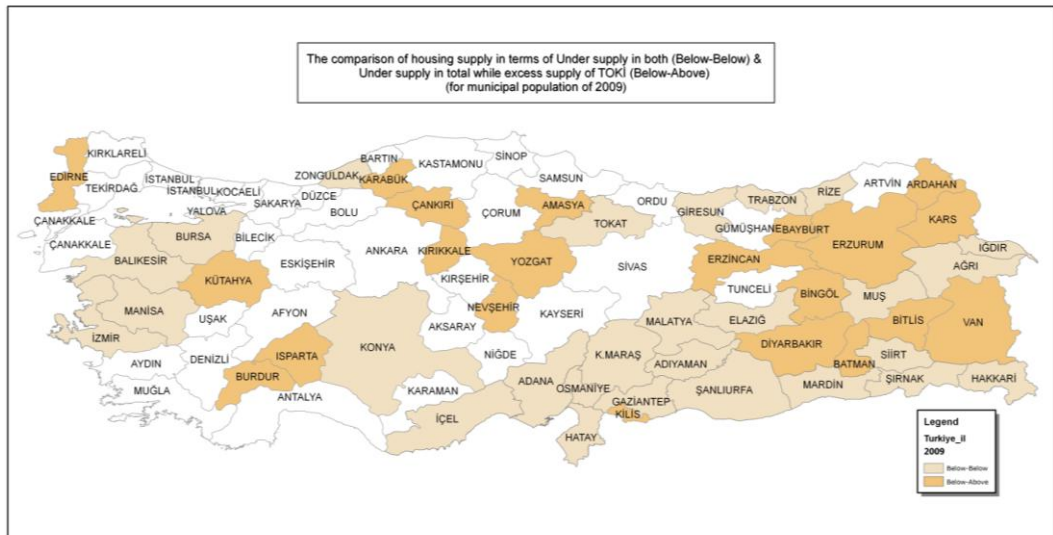 The comparison of housing supply in terms of Under supply in both (Below-Below) &
Under supply in total while excess supply of TOKİ (Below-Above)
(for municipal population of 2009)
KIRKLARELİ
EDİRNE
TEKİRDAĞ
İSTANBUL
İSTANBUL
KOCAELİ
YALOVA
SAKARYA
DÜZCE
ZONGULDAK
BARTIN
KARABÜK
KASTAMONU
SİNOP
SAMSUN
ÇANKIRI
BOLU
ÇORUM
AMASYA
ORDU
TOKAT
GİRESUN
TRABZON
RİZE
ARTVİN
ARDAHAN
KARS
GÜMÜŞHANE
BAYBURT
ERZURUM
IĞDIR
AĞRI
ÇANAKKALE
ÇANAKKALE
BURSA
BİLECİK
BALIKESİR
ESKİŞEHİR
ANKARA
KIRIKKALE
YOZGAT
SİVAS
ERZİNCAN
TUNCELİ
BİNGÖL
MUŞ
KÜTAHYA
KIRŞEHİR
NEVŞEHİR
KAYSERİ
MALATYA
ELAZIĞ
BİTLİS
VAN
MANİSA
UŞAK
AFYON
AKSARAY
İZMİR
KONYA
NİĞDE
K.MARAŞ
ADIYAMAN
DİYARBAKIR
BATMAN
SİİRT
ŞIRNAK
HAKKARİ
AYDIN
DENİZLİ
ISPARTA
BURDUR
MUĞLA
ANTALYA
KARAMAN
İÇEL
ADANA
OSMANİYE
GAZİANTEP
KİLİS
ŞANLIURFA
MARDİN
HATAY
Legend
Turkiye_il
2009
Below-Below
Below-Above